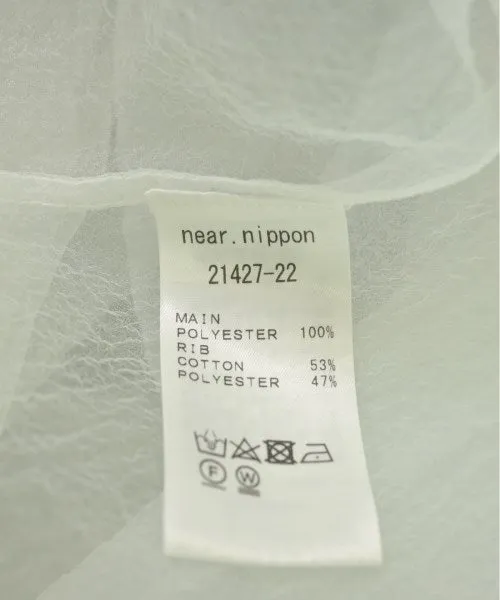 near.nippon
21427-22
MAIN
POLYESTER 100%
RIB
COTTON 53%
POLYESTER 47%
F W